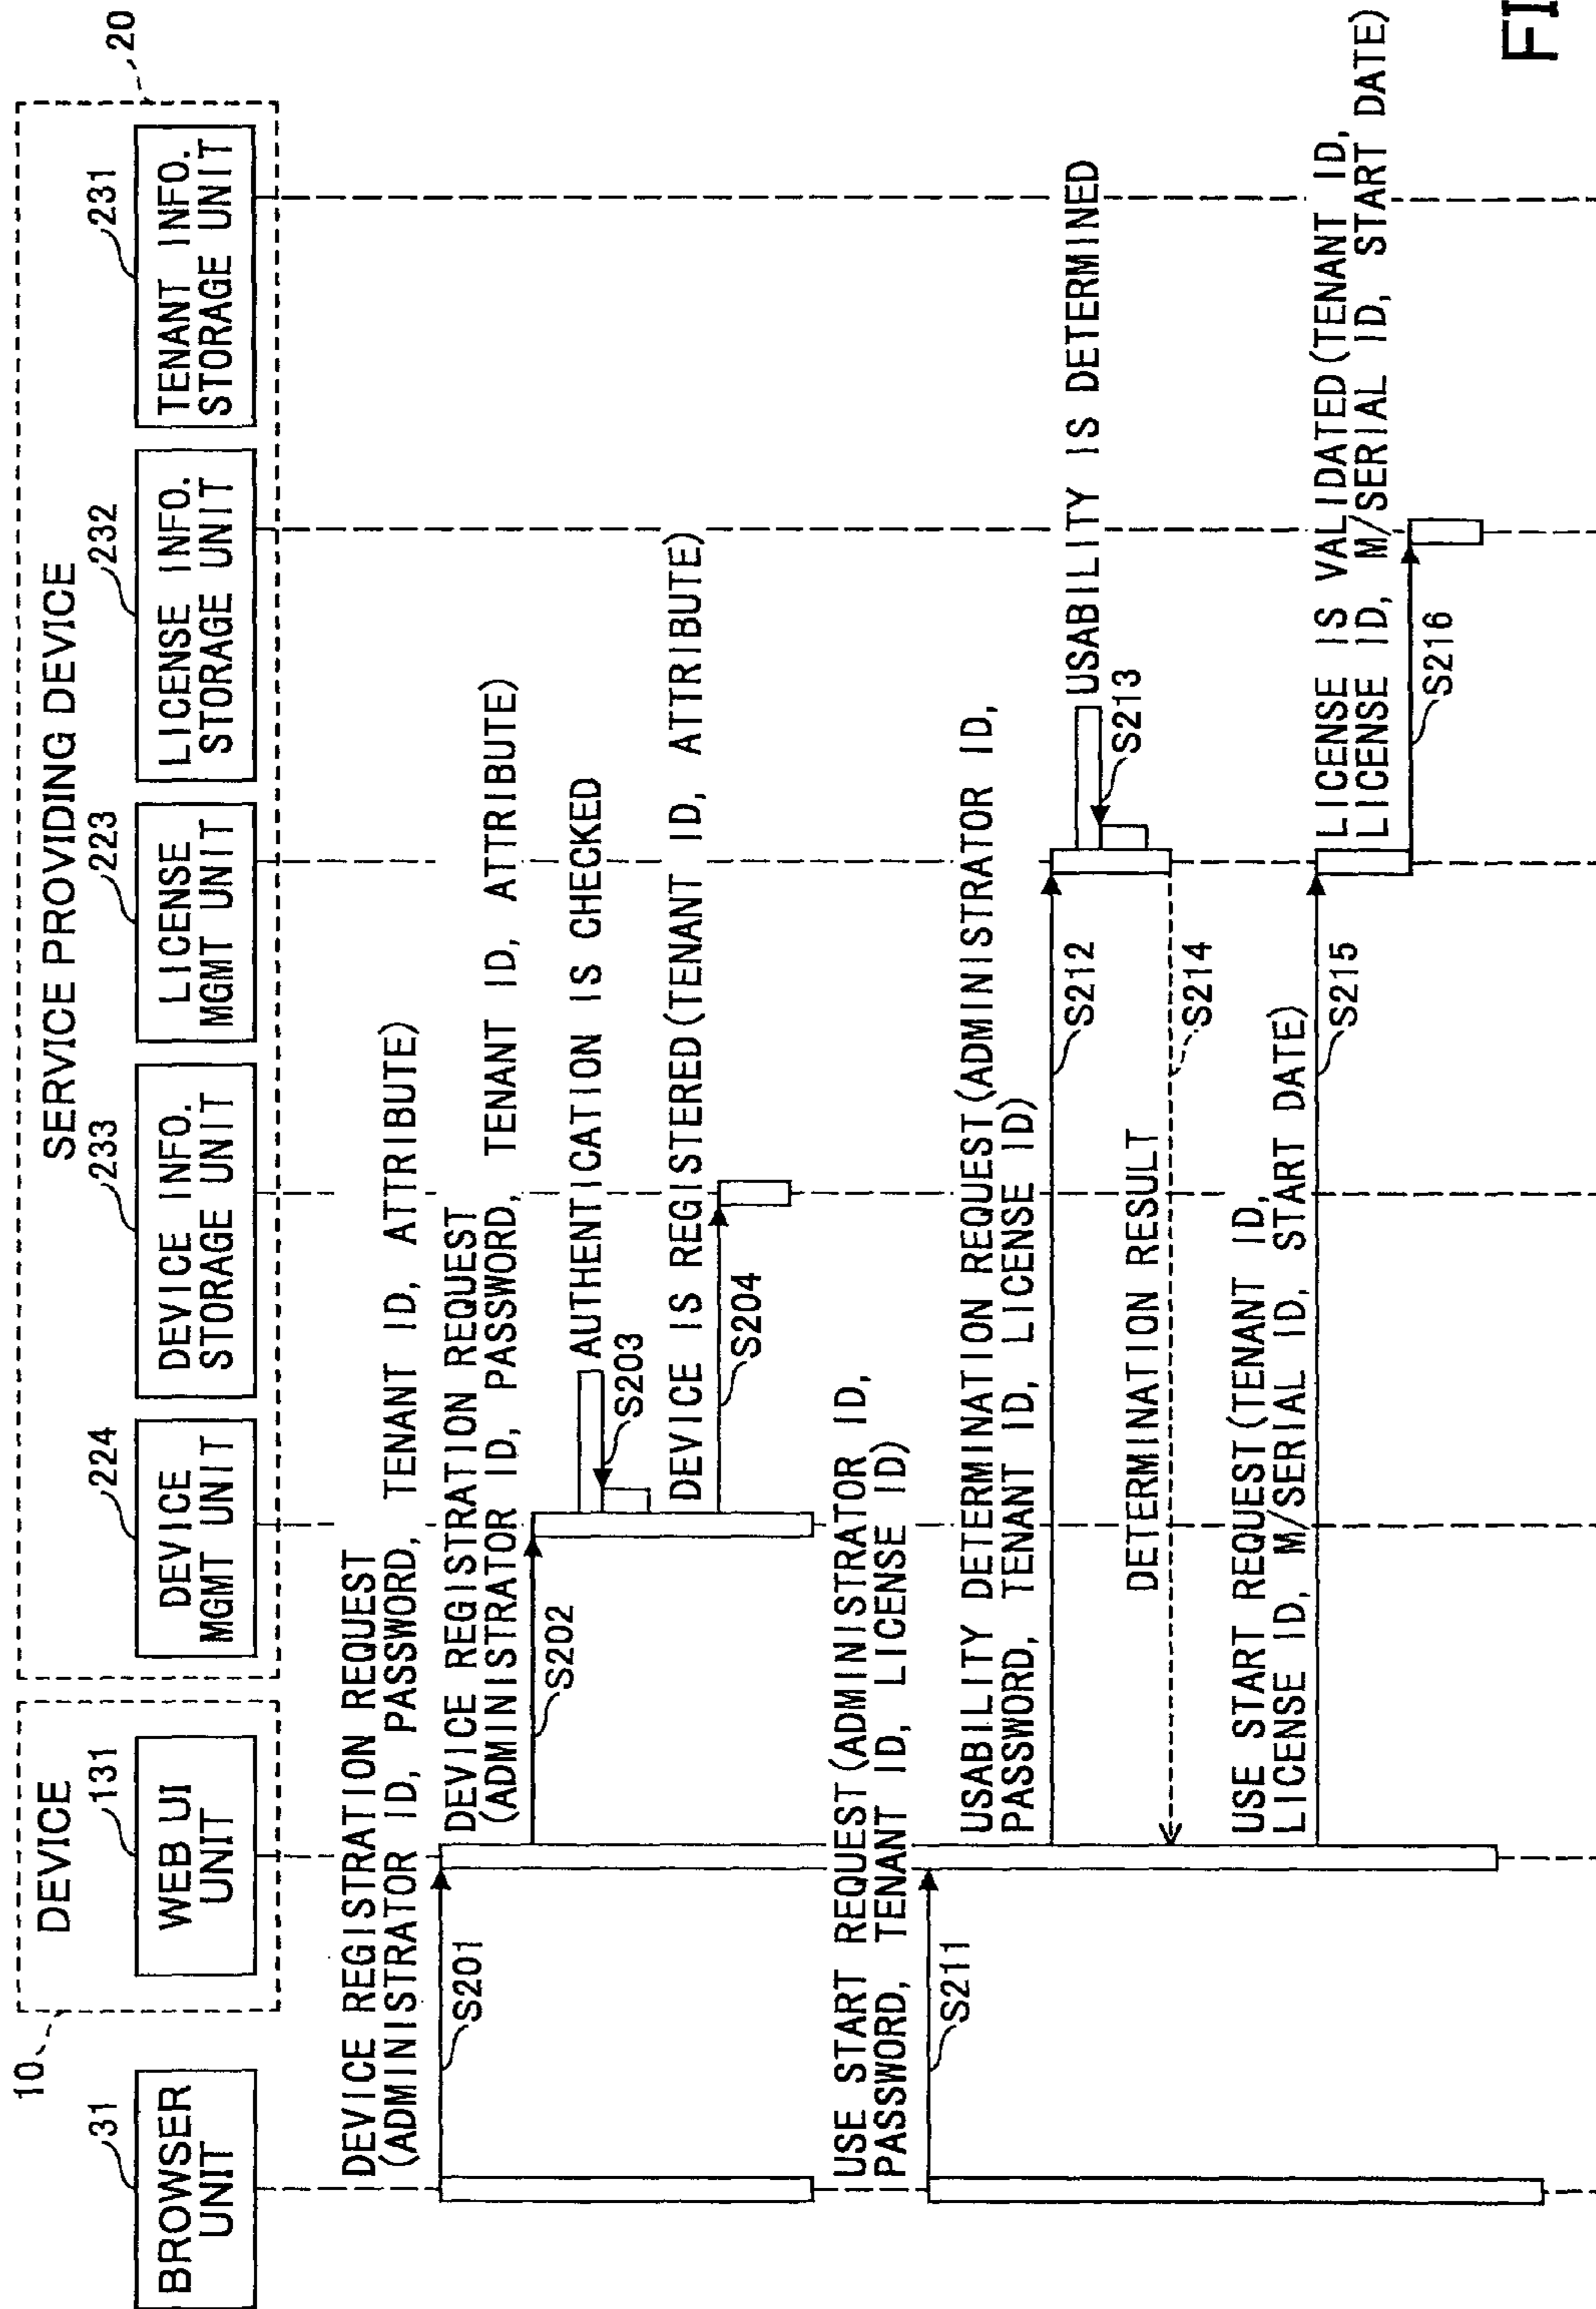 SERVICE PROVIDING DEVICE
20
DEVICE
10
31
131
224
233
223
232
231
BROWSER
UNIT
WEB UI
UNIT
DEVICE
MGMT UNIT
DEVICE INFO.
STORAGE UNIT
LICENSE
MGMT UNIT
LICENSE INFO.
STORAGE UNIT
TENANT INFO.
STORAGE UNIT
DEVICE REGISTRATION REQUEST
(ADMINISTRATOR ID, PASSWORD, TENANT ID, ATTRIBUTE)
S201
DEVICE REGISTRATION REQUEST
(ADMINISTRATOR ID, PASSWORD, TENANT ID, ATTRIBUTE)
S202
AUTHENTICATION IS CHECKED
S203
DEVICE IS REGISTERED(TENANT ID, ATTRIBUTE)
S204
USE START REQUEST(ADMINISTRATOR ID,
PASSWORD, TENANT ID, LICENSE ID)
S211
USABILITY DETERMINATION REQUEST(ADMINISTRATOR ID,
PASSWORD, TENANT ID, LICENSE ID)
S212
USABILITY IS DETERMINED
S213
DETERMINATION RESULT
S214
USE START REQUEST(TENANT ID,
LICENSE ID, M/SERIAL ID, START DATE)
S215
LICENSE IS VALIDATED(TENANT ID,
LICENSE ID, M/SERIAL ID, START DATE)
S216